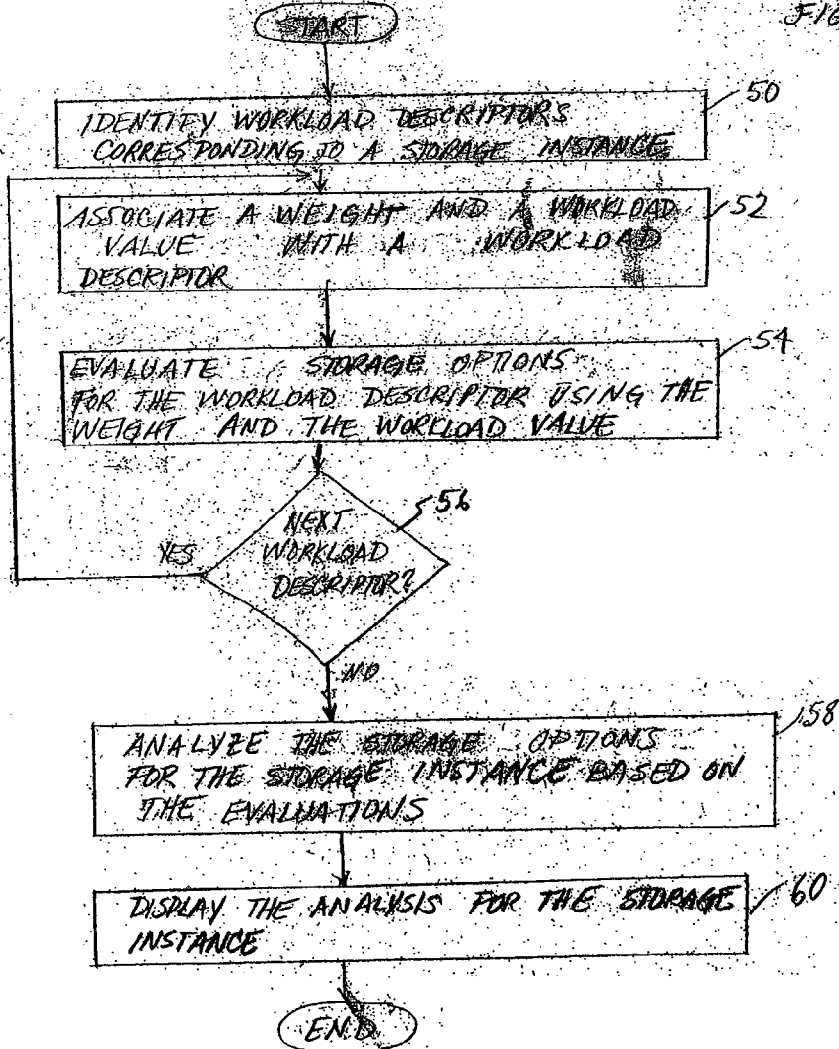 START
FIG
50
IDENTIFY WORKLOAD DESCRIPTORS
CORRESPONDING TO A STORAGE INSTANCE
52
ASSOCIATE A WEIGHT AND A WORKLOAD
VALUE WITH A WORKLOAD
DESCRIPTOR
54
EVALUATE STORAGE OPTIONS
FOR THE WORKLOAD DESCRIPTOR USING THE
WEIGHT AND THE WORKLOAD VALUE
56
NEXT
WORKLOAD
DESCRIPTOR?
YES
NO
58
ANALYZE THE STORAGE OPTIONS
FOR THE STORAGE INSTANCE BASED ON
THE EVALUATIONS
60
DISPLAY THE ANALYSIS FOR THE STORAGE
INSTANCE
END